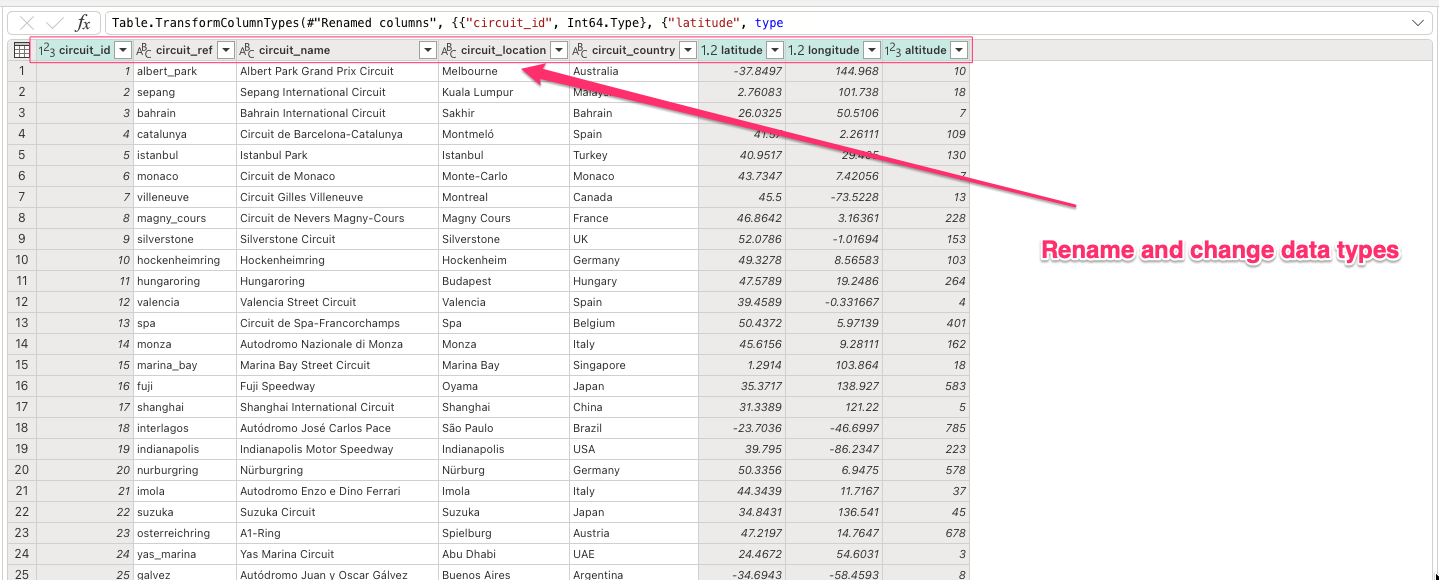 fx Table.TransformColumnTypes(#"Renamed columns", {{"circuit_id", Int64.Type}, {"latitude", type
123 circuit_id ABC circuit_ref ABC circuit_name ABC circuit_location ABC circuit_country 1.2 latitude 1.2 longitude 123 altitude
1 1 albert_park Albert Park Grand Prix Circuit Melbourne Australia -37.8497 144.968 10
2 2 sepang Sepang International Circuit Kuala Lumpur 2.76083 101.738 18
3 3 bahrain Bahrain International Circuit Sakhir Bahrain 26.0325 50.5106 7
4 4 catalunya Circuit de Barcelona-Catalunya Montmeló Spain 2.26111 109
5 5 istanbul Istanbul Park Istanbul Turkey 40.9517 130
6 6 monaco Circuit de Monaco Monte-Carlo Monaco 43.7347 7.42056 7
7 7 villeneuve Circuit Gilles Villeneuve Montreal Canada 45.5 -73.5228 13
8 8 magny_cours Circuit de Nevers Magny-Cours Magny Cours France 46.8642 3.16361 228
Rename and change data types
9 9 silverstone Silverstone Circuit Silverstone UK 52.0786 -1.01694 153
10 10 hockenheimring Hockenheimring Hockenheim Germany 49.3278 8.56583 103
11 11 hungaroring Hungaroring Budapest Hungary 47.5789 19.2486 264
12 12 valencia Valencia Street Circuit Valencia Spain 39.4589 -0.331667 4
13 13 spa Circuit de Spa-Francorchamps Spa Belgium 50.4372 5.97139 401
14 14 monza Autodromo Nazionale di Monza Monza Italy 45.6156 9.28111 162
15 15 marina_bay Marina Bay Street Circuit Marina Bay Singapore 1.2914 103.864 18
16 16 fuji Fuji Speedway Oyama Japan 35.3717 138.927 583
17 17 shanghai Shanghai International Circuit Shanghai China 31.3389 121.22 5
18 18 interlagos Autódromo José Carlos Pace São Paulo Brazil -23.7036 -46.6997 785
19 19 indianapolis Indianapolis Motor Speedway Indianapolis USA 39.795 -86.2347 223
20 20 nurburgring Nürburgring Nürburg Germany 50.3356 6.9475 578
21 21 imola Autodromo Enzo e Dino Ferrari Imola Italy 44.3439 11.7167 37
22 22 suzuka Suzuka Circuit Suzuka Japan 34.8431 136.541 45
23 23 osterreichring A1-Ring Spielburg Austria 47.2197 14.7647 678
24 24 yas_marina Yas Marina Circuit Abu Dhabi UAE 24.4672 54.6031 3
25 25 galvez Autódromo Juan y Oscar Gálvez Buenos Aires Argentina -34.6943 -58.4593 8